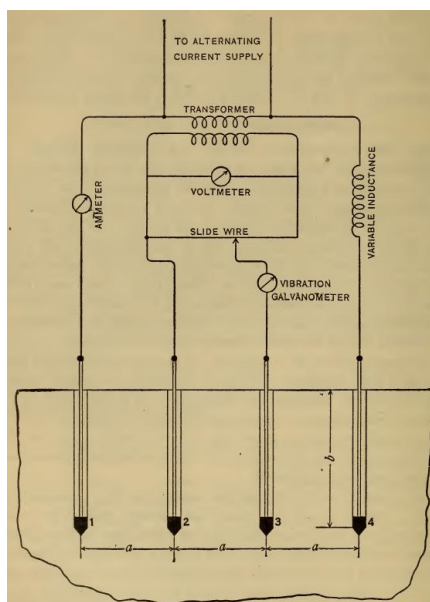 TO ALTERNATING
CURRENT SUPPLY
TRANSFORMER
AMMETER
VOLTMETER
VARIABLE INDUCTANCE
SLIDE WIRE
VIBRATION
GALVANOMETER
b
1
2
3
4
a
a
a